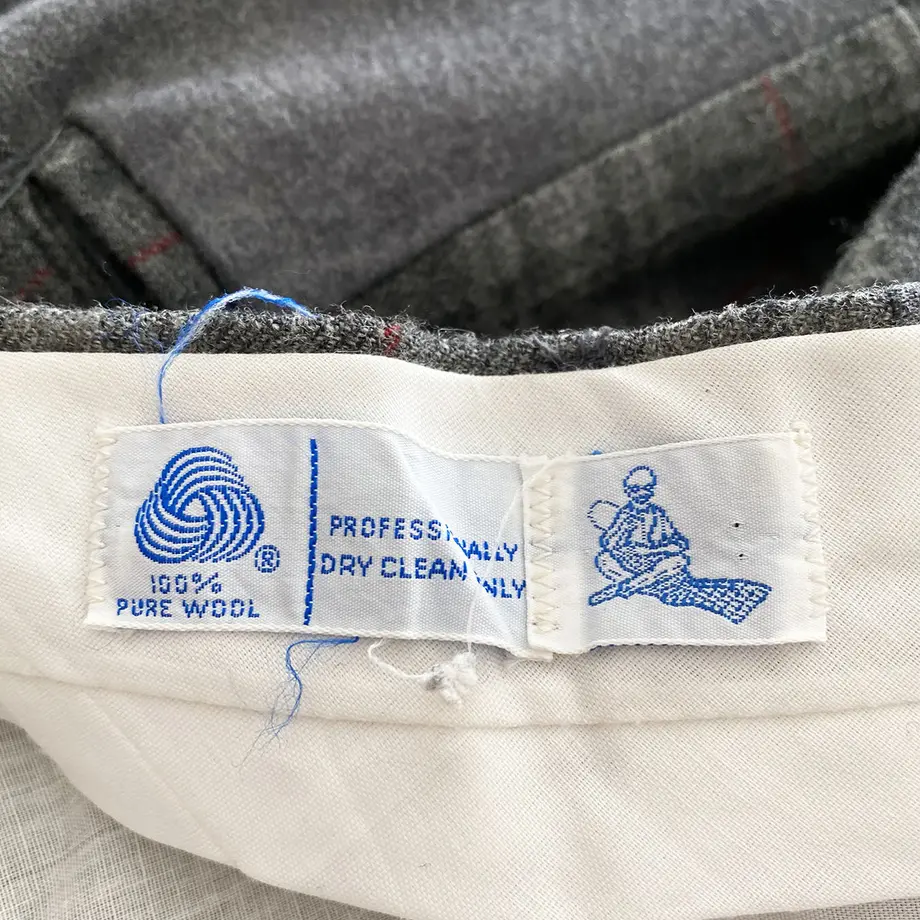 ®
100%
PURE WOOL
PROFESSIONALLY
DRY CLEAN ONLY